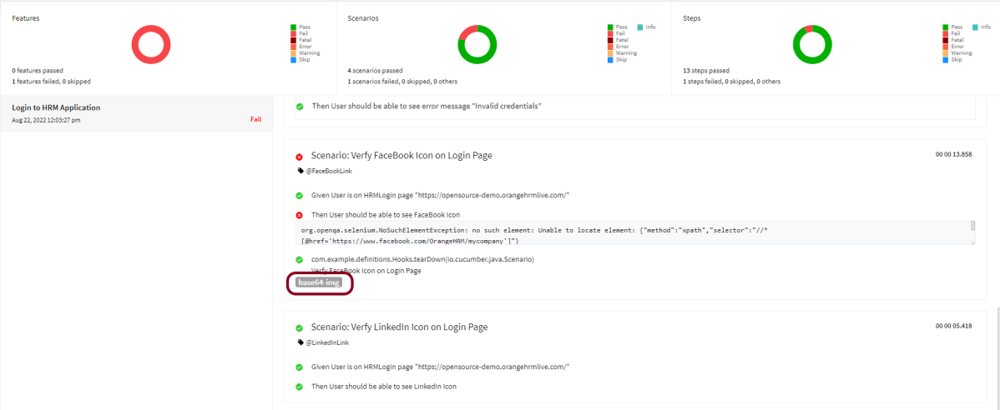 Features
Pass
Fail
Fatal
Error
Warning
Skip
0 features passed
1 features failed, 0 skipped
Scenarios
Pass Info
Fail
Fatal
Error
Warning
Skip
4 scenarios passed
1 scenarios failed, 0 skipped, 0 others
Steps
Pass Info
Fail
Fatal
Error
Warning
Skip
13 steps passed
1 steps failed, 0 skipped, 0 others
Login to HRM Application
Aug 22, 2022 12:03:27 pm Fail
Then User should be able to see error message "Invalid credentials"
Scenario: Verfy FaceBook Icon on Login Page 00 00 13.858
@FaceBookLink
Given User is on HRMLogin page "https://opensource-demo.orangehrmlive.com/"
Then User should be able to see FaceBook Icon
org.openqa.selenium.NoSuchElementException: no such element: Unable to locate element: {"method":"xpath","selector":"//*
[@href='https://www.facebook.com/OrangeHRM/mycompany']"}
com.example.definitions.Hooks.tearDown(io.cucumber.java.Scenario)
Verfy FaceBook Icon on Login Page
base64-img
Scenario: Verfy LinkedIn Icon on Login Page 00 00 05.418
@LinkedInLink
Given User is on HRMLogin page "https://opensource-demo.orangehrmlive.com/"
Then User should be able to see LinkedIn Icon